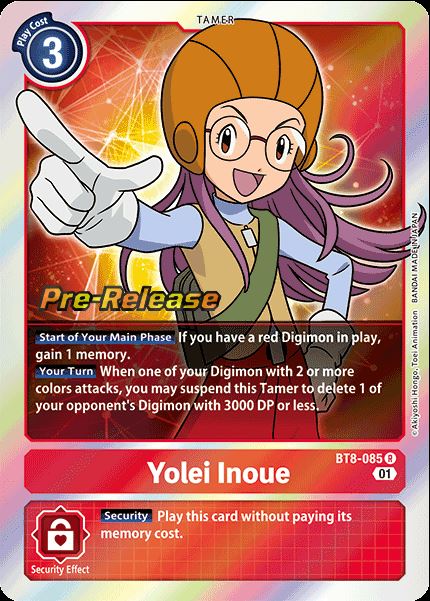 TAMER
Play Cost
3
Pre-Release
Start of Your Main Phase If you have a red Digimon in play,
gain 1 memory.
Your Turn When one of your Digimon with 2 or more
colors attacks, you may suspend this Tamer to delete 1 of
your opponent's Digimon with 3000 DP or less.
©Akiyoshi Hongo, Toei Animation BANDAI MADE IN JAPAN
BT8-085 R
Yolei Inoue
01
Security Play this card without paying its
memory cost.
Security Effect